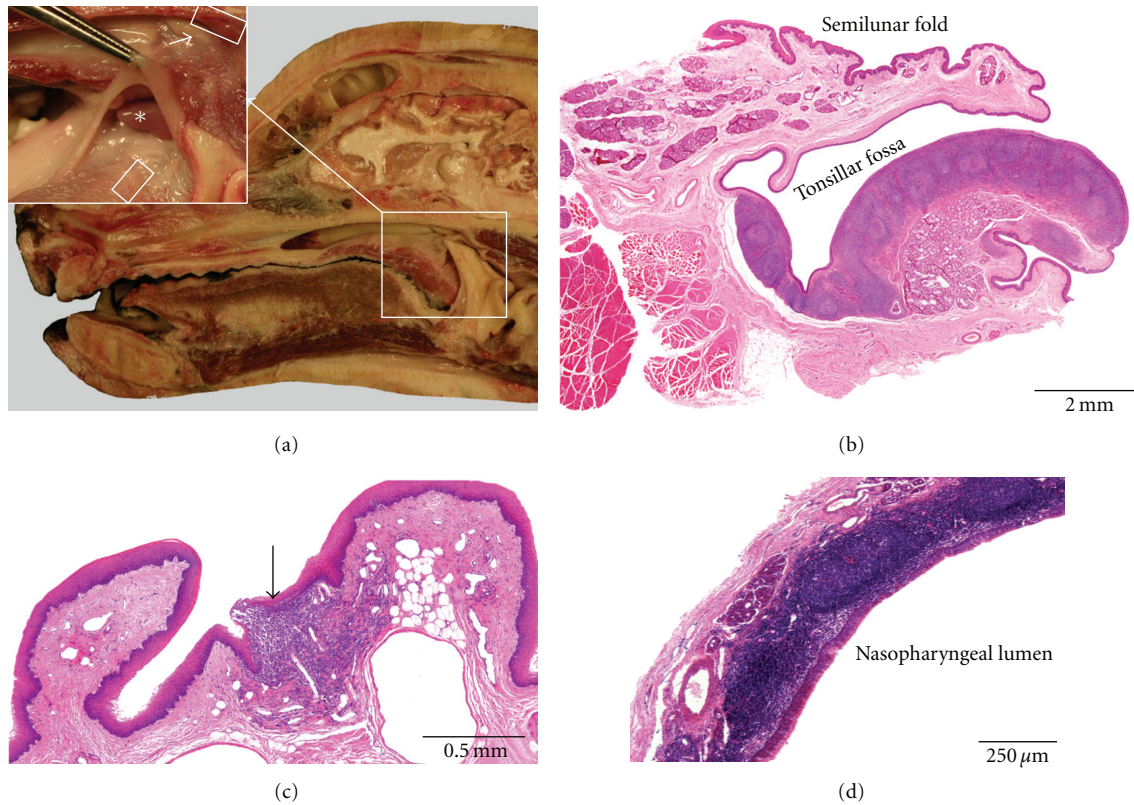 *
(a)
Semilunar fold
Tonsillar fossa
2 mm
(b)
0.5 mm
(c)
Nasopharyngeal lumen
250 µm
(d)